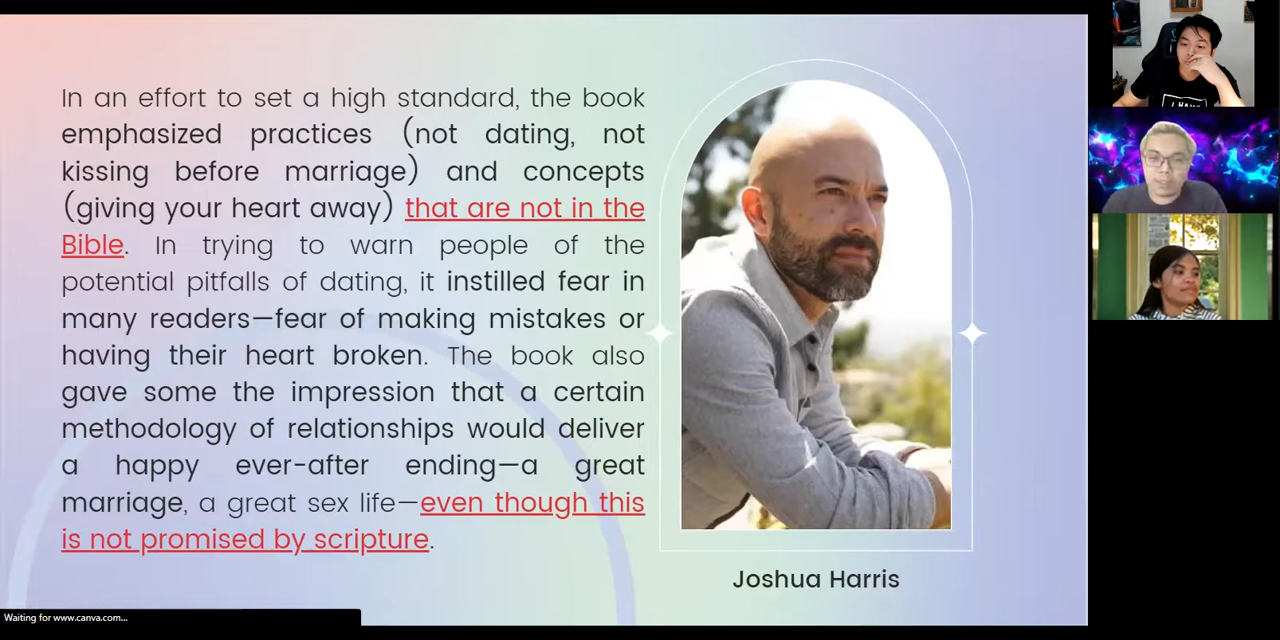 In an effort to set a high standard, the book
emphasized practices (not dating, not
kissing before marriage) and concepts
(giving your heart away) that are not in the
Bible. In trying to warn people of the
potential pitfalls of dating, it instilled fear in
many readers—fear of making mistakes or
having their heart broken. The book also
gave some the impression that a certain
methodology of relationships would deliver
a happy ever-after ending—a great
marriage, a great sex life—even though this
is not promised by scripture.
Joshua Harris
Waiting for www.canva.com...